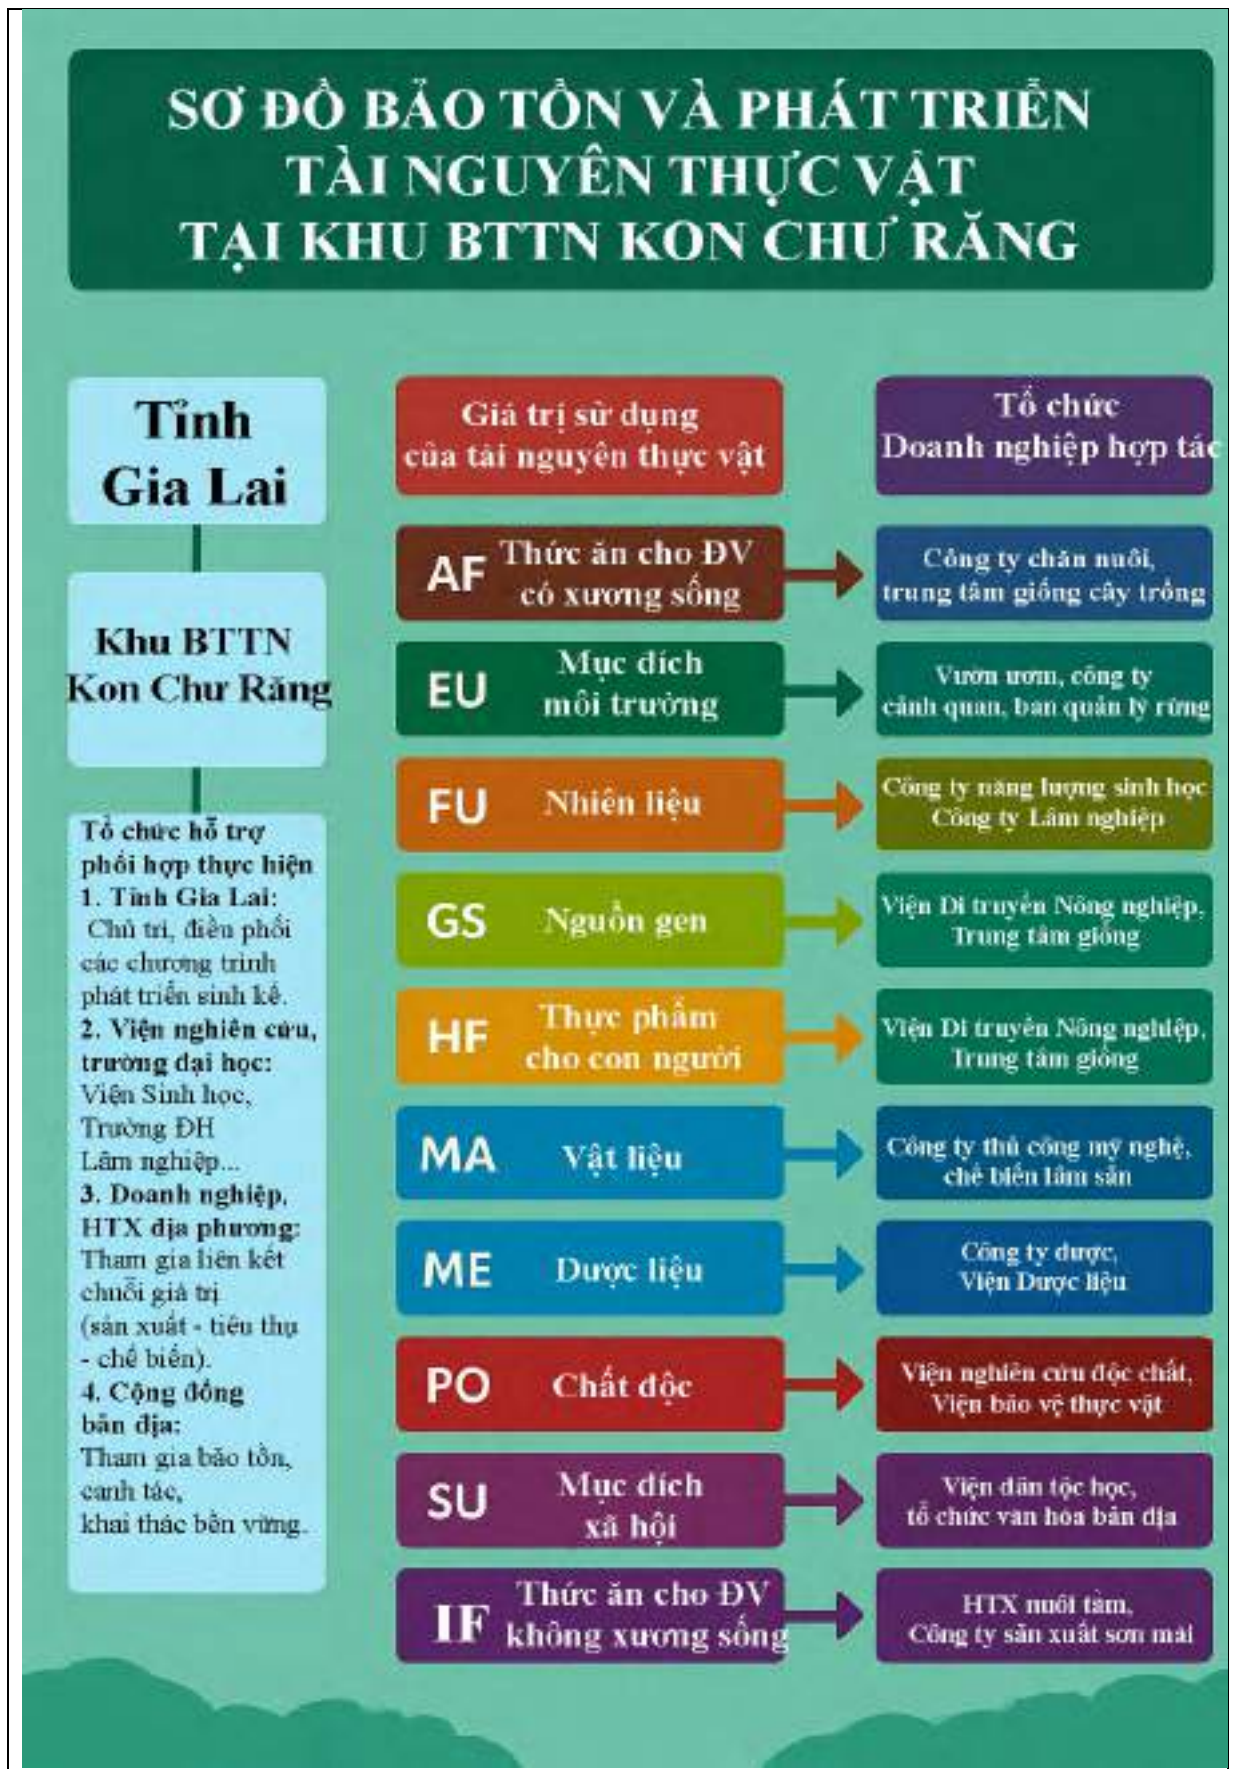 SƠ ĐỒ BẢO TỒN VÀ PHÁT TRIỂN
TÀI NGUYÊN THỰC VẬT
TẠI KHU BTTN KON CHƯ RĂNG
Tỉnh
Gia Lai
Khu BTTN
Kon Chư Răng
Tổ chức hỗ trợ
phối hợp thực hiện
1. Tỉnh Gia Lai:
Chủ trì, điều phối
các chương trình
phát triển sinh kế.
2. Viện nghiên cứu,
trường đại học:
Viện Sinh học,
Trường ĐH
Lâm nghiệp...
3. Doanh nghiệp,
HTX địa phương:
Tham gia liên kết
chuỗi giá trị
(sản xuất - tiêu thụ
- chế biến).
4. Cộng đồng
bản địa:
Tham gia bảo tồn,
canh tác,
khai thác bền vững.
Giá trị sử dụng
của tài nguyên thực vật
Tổ chức
Doanh nghiệp hợp tác
AF Thức ăn cho ĐV
có xương sống
Công ty chăn nuôi,
trung tâm giống cây trồng
EU Mục đích
môi trường
Vườn ươm, công ty
cảnh quan, ban quản lý rừng
FU Nhiên liệu
Công ty năng lượng sinh học
Công ty Lâm nghiệp
GS Nguồn gen
Viện Di truyền Nông nghiệp,
Trung tâm giống
HF Thực phẩm
cho con người
Viện Di truyền Nông nghiệp,
Trung tâm giống
MA Vật liệu
Công ty thủ công mỹ nghệ,
chế biến lâm sản
ME Dược liệu
Công ty dược,
Viện Dược liệu
PO Chất độc
Viện nghiên cứu độc chất,
Viện bảo vệ thực vật
SU Mục đích
xã hội
Viện dân tộc học,
tổ chức văn hóa bản địa
IF Thức ăn cho ĐV
không xương sống
HTX nuôi tằm,
Công ty sản xuất sơn mài